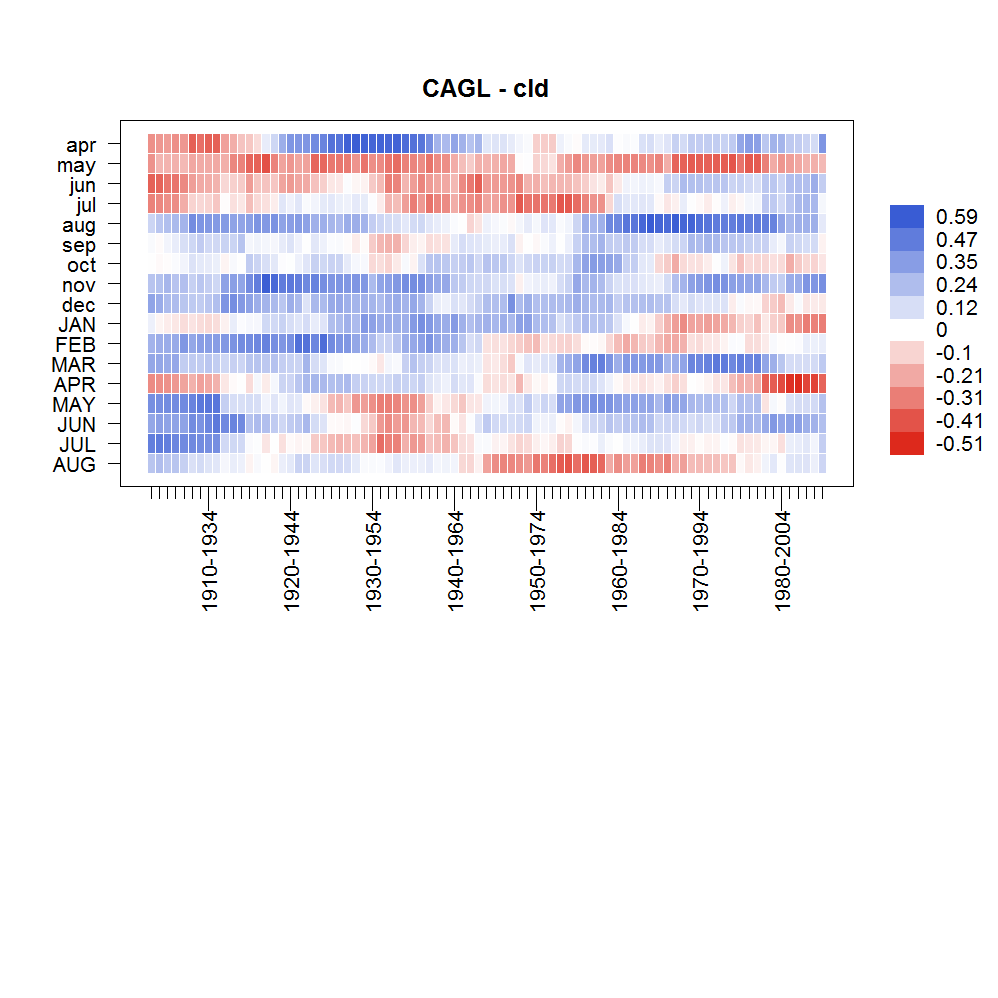 CAGL - cld
apr
may
jun
jul
aug
sep
oct
nov
dec
JAN
FEB
MAR
APR
MAY
JUN
JUL
AUG
0.59
0.47
0.35
0.24
0.12
0
-0.1
-0.21
-0.31
-0.41
-0.51
1910-1934
1920-1944
1930-1954
1940-1964
1950-1974
1960-1984
1970-1994
1980-2004